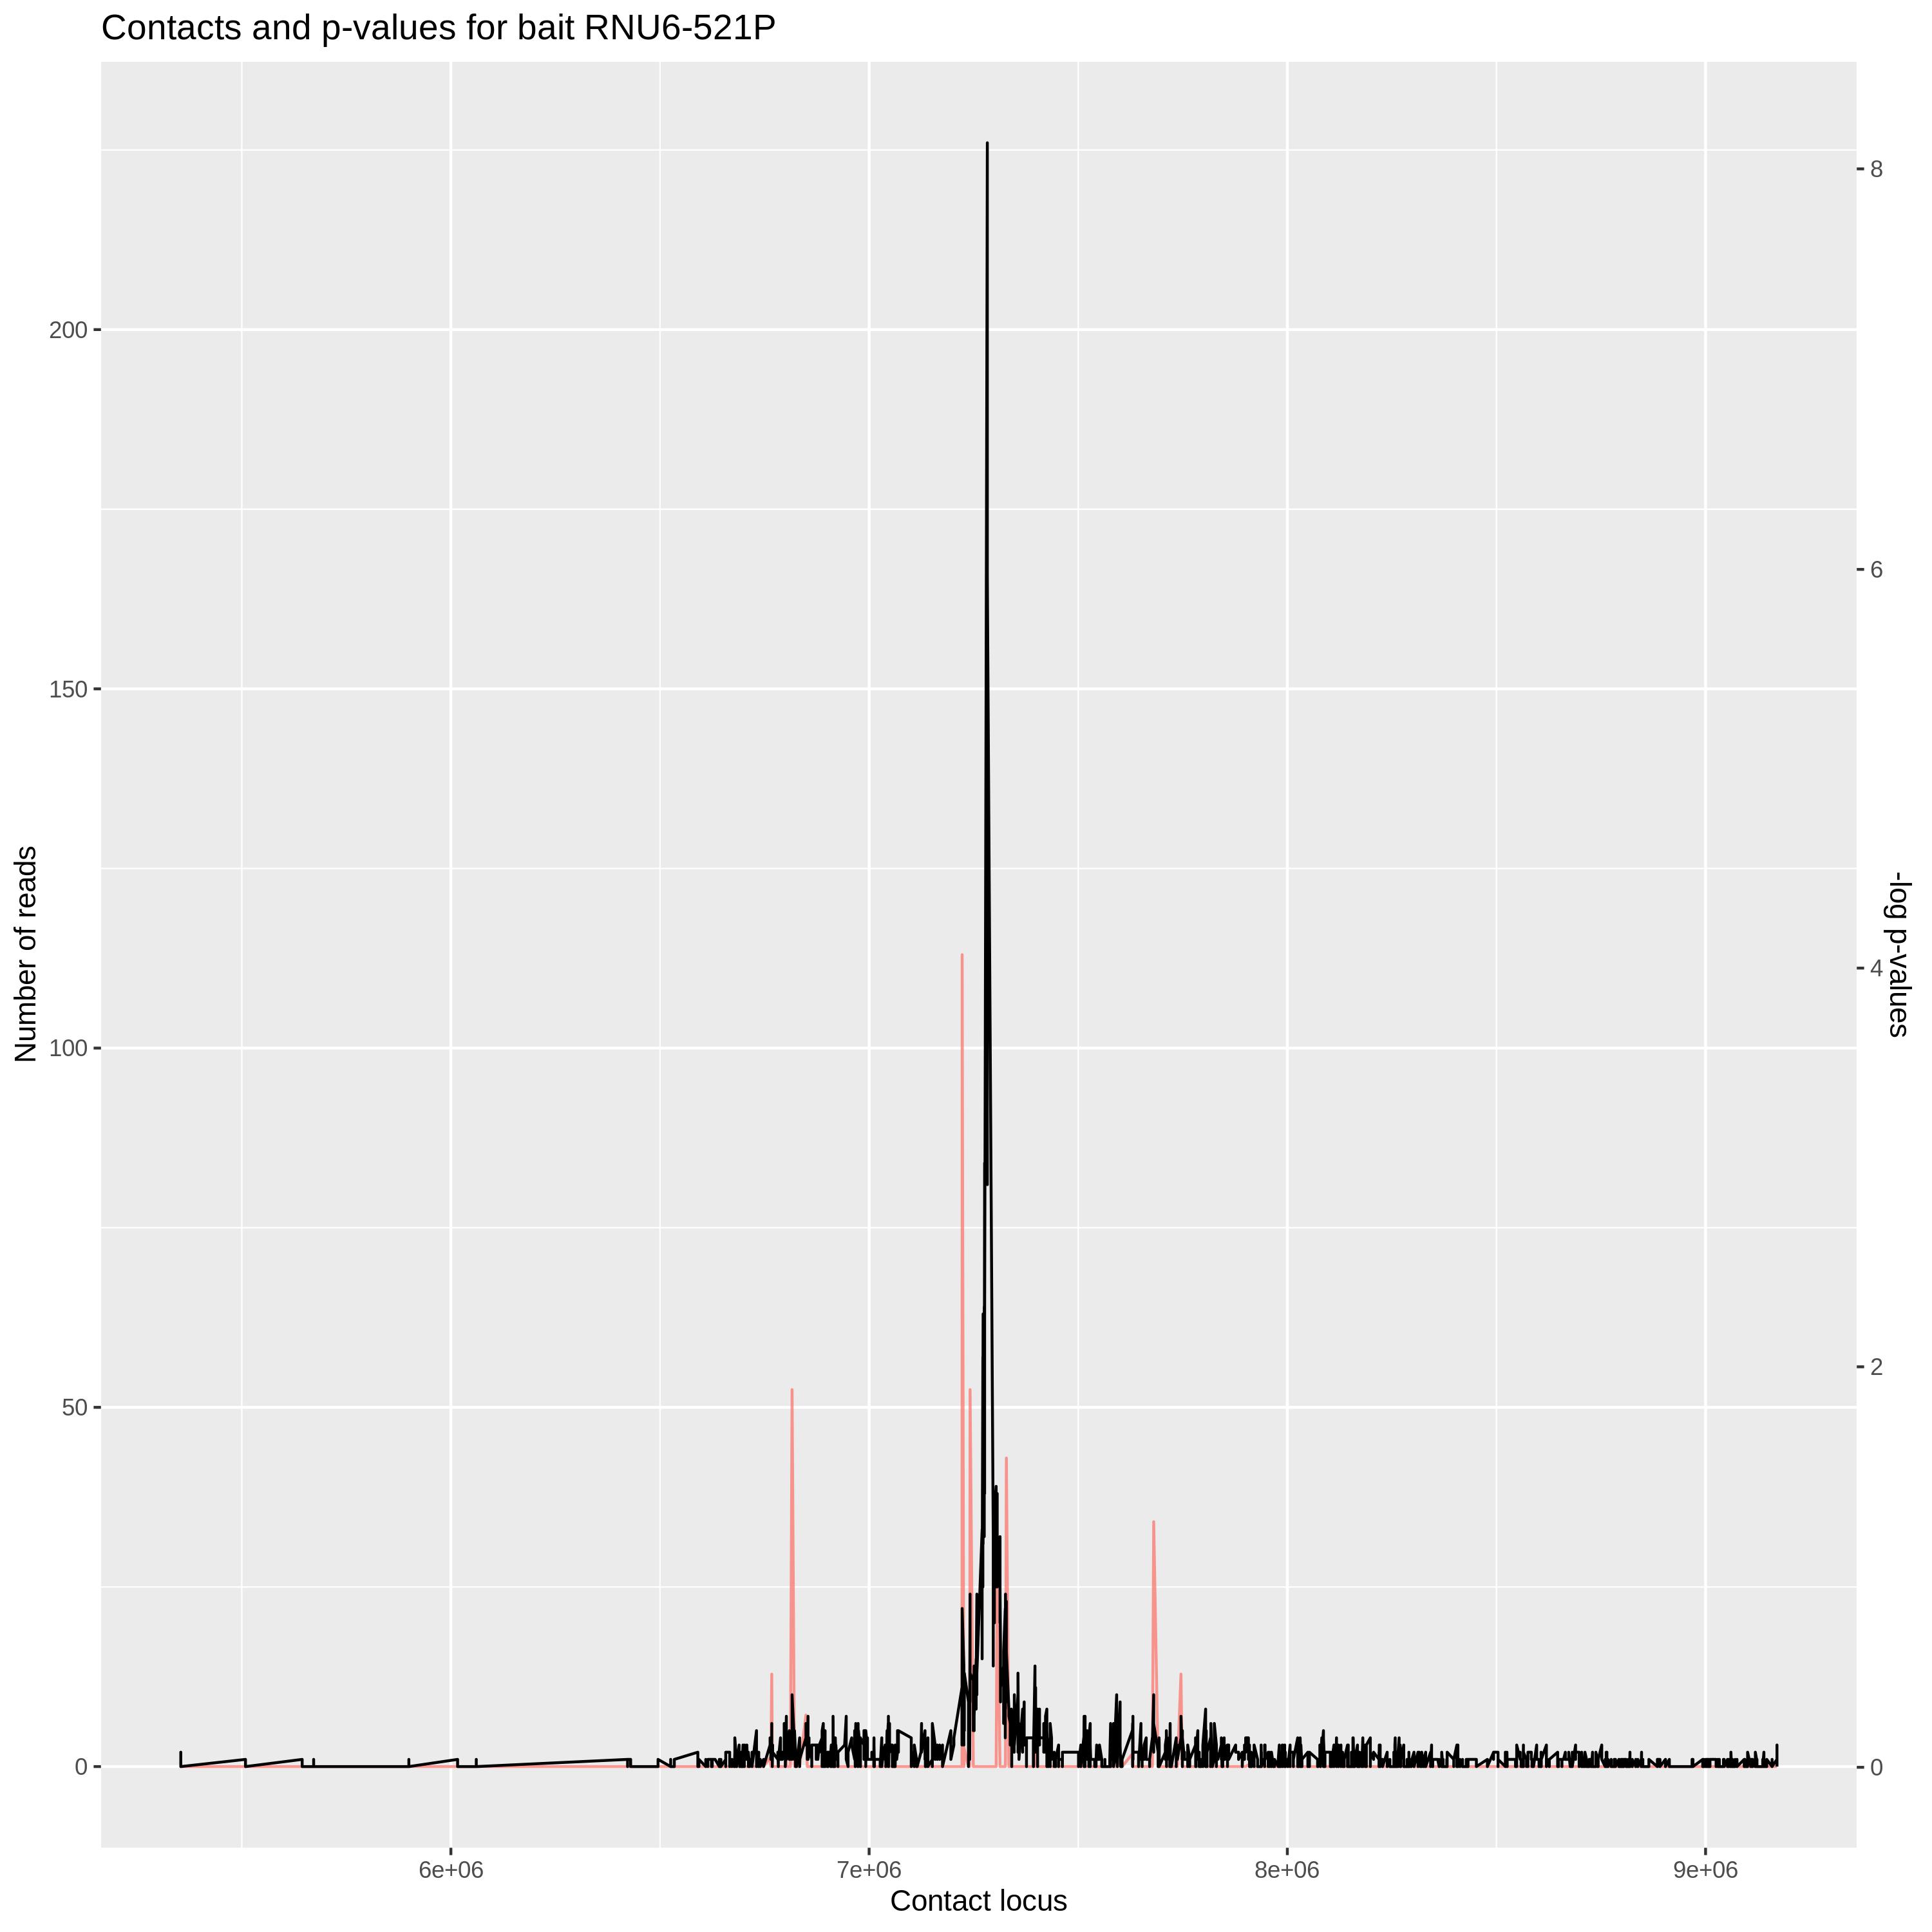 Contacts and p-values for bait RNU6-521P
Number of reads
200
150
100
50
0
8
6
4
2
0
-log p-values
6e+06
7e+06
8e+06
9e+06
Contact locus